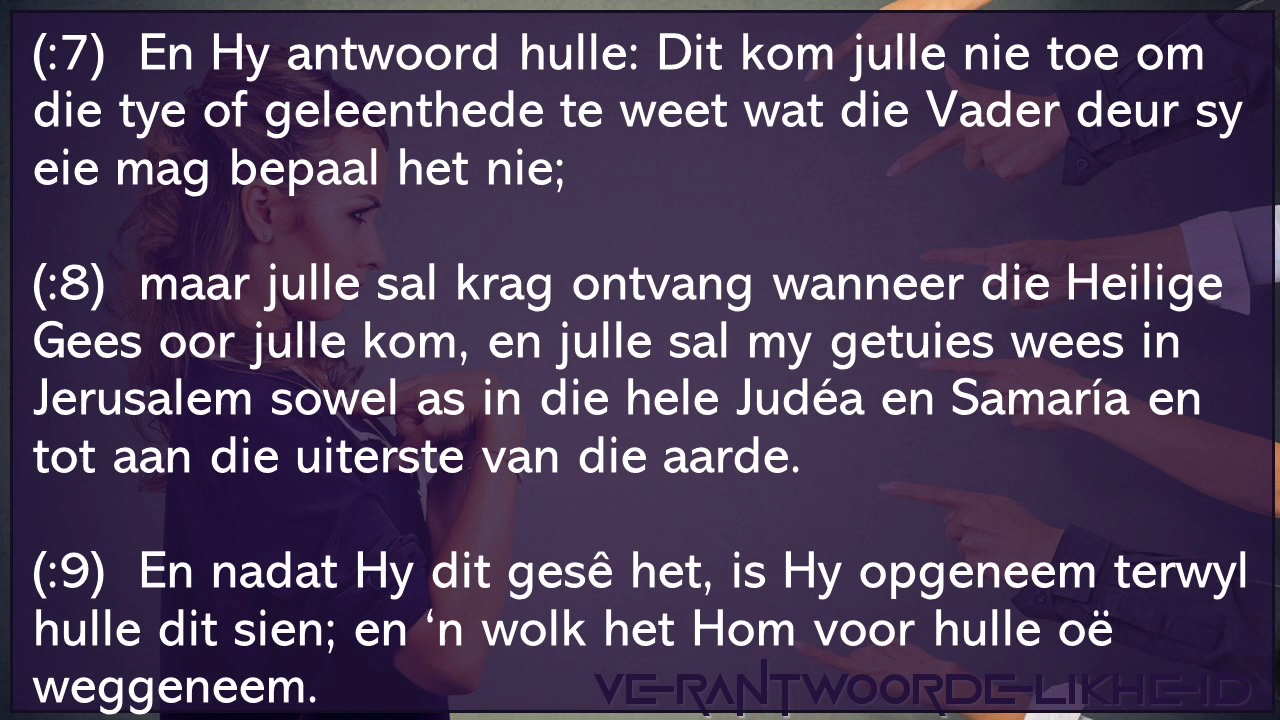 (:7)  En Hy antwoord hulle: Dit kom julle nie toe om
die tye of geleenthede te weet wat die Vader deur sy
eie mag bepaal het nie;
(:8)  maar julle sal krag ontvang wanneer die Heilige
Gees oor julle kom, en julle sal my getuies wees in
Jerusalem sowel as in die hele Judéa en Samaría en
tot aan die uiterste van die aarde.
(:9)  En nadat Hy dit gesê het, is Hy opgeneem terwyl
hulle dit sien; en ‘n wolk het Hom voor hulle oë
weggeneem.
VE-RANTWOORDE-LIKHE-ID